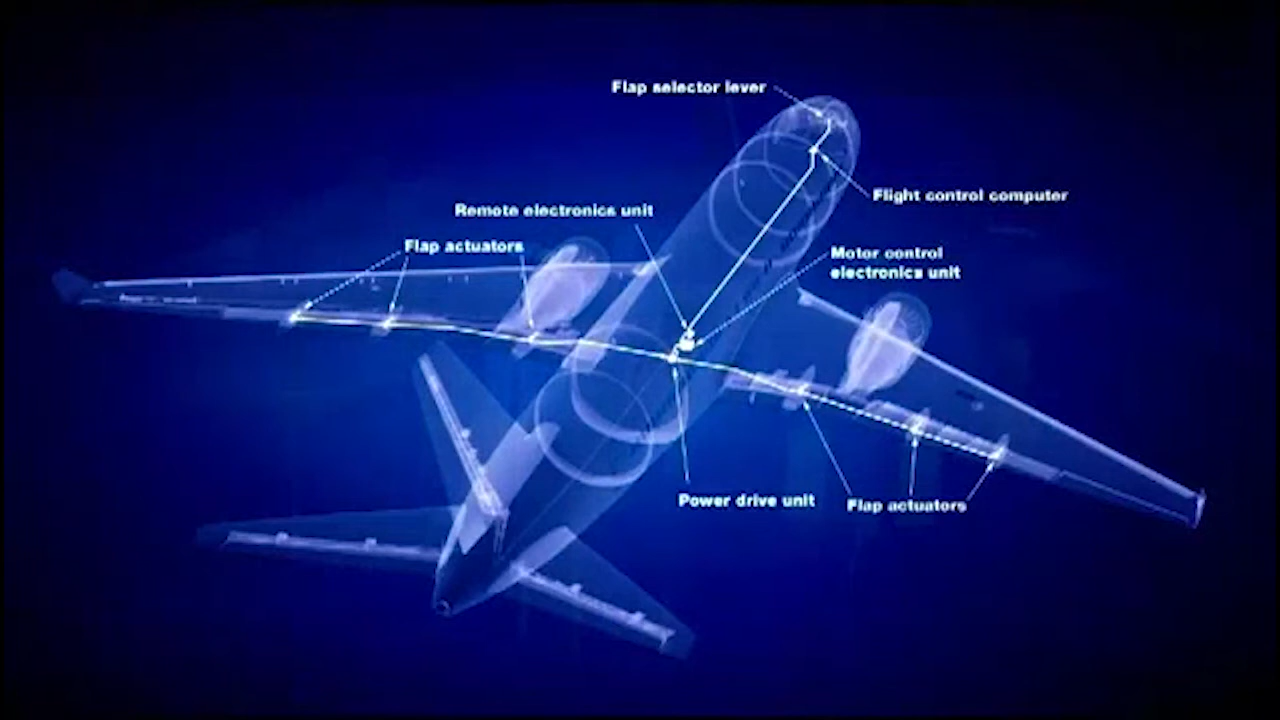 Flap selector lever
Flight control computer
Remote electronics unit
Flap actuators
Motor control
electronics unit
Power drive unit
Flap actuators